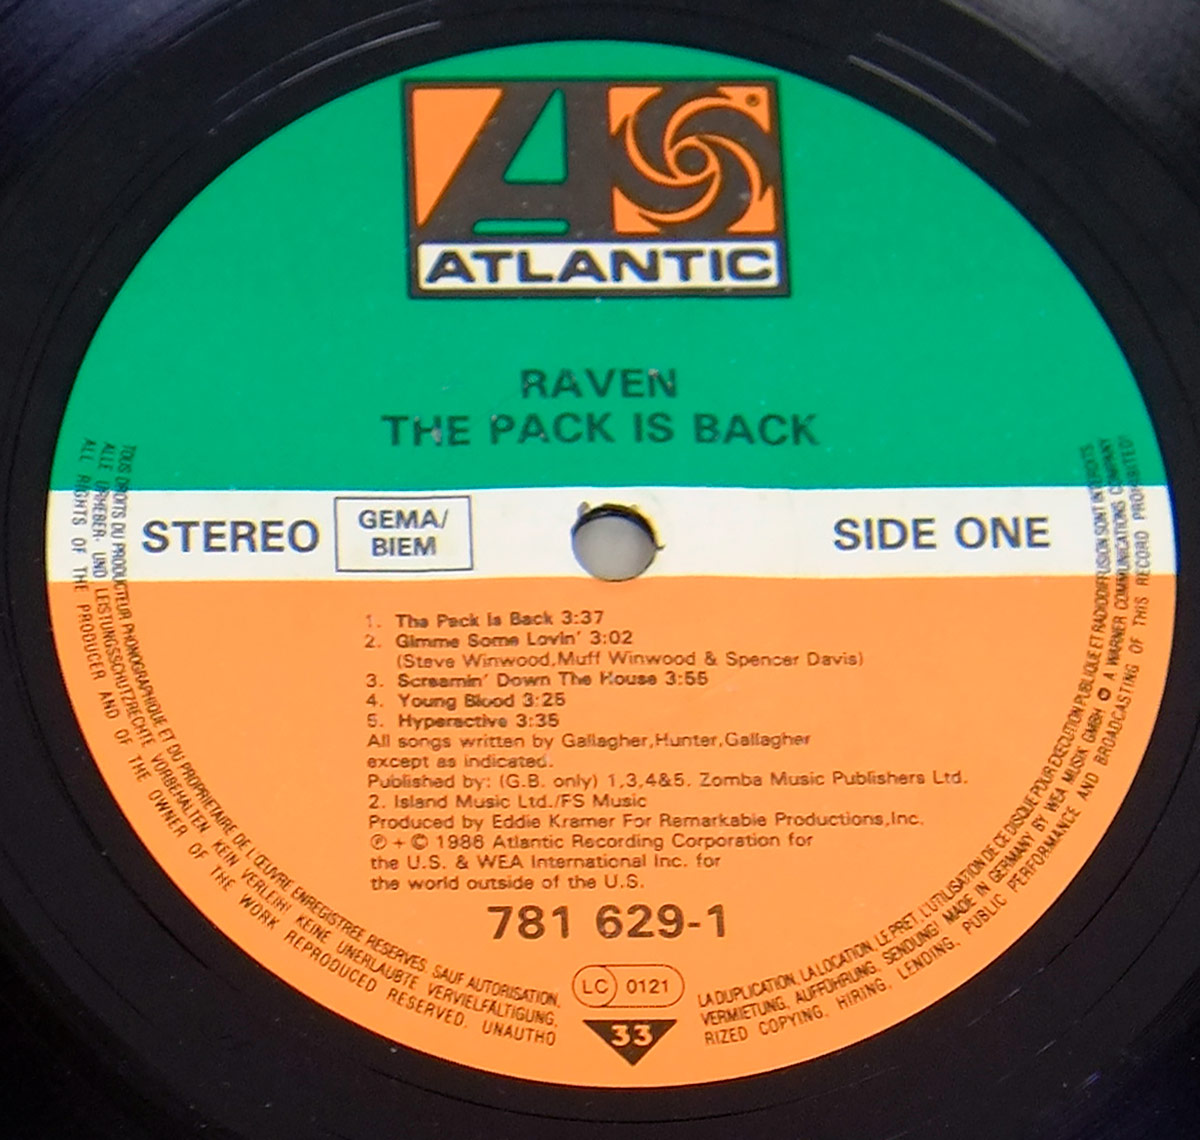 A
®
ATLANTIC
RAVEN
THE PACK IS BACK
STEREO
GEMA/
BIEM
SIDE ONE
1. The Pack Is Back 3:37
2. Gimme Some Lovin' 3:02
(Steve Winwood,Muff Winwood & Spencer Davis)
3. Screamin' Down The House 3:55
4. Young Blood 3:25
5. Hyperactive 3:35
All songs written by Gallagher,Hunter,Gallagher
except as indicated.
Published by: (G.B. only) 1,3,4&5. Zomba Music Publishers Ltd.
2. Island Music Ltd./FS Music
Produced by Eddie Kramer For Remarkable Productions,Inc.
℗ + © 1986 Atlantic Recording Corporation for
the U.S. & WEA International Inc. for
the world outside of the U.S.
781 629-1
LC 0121
33
TOUS DROITS DU PRODUCTEUR PHONOGRAPHIQUE ET DU PROPRIETAIRE DE L'ŒUVRE ENREGISTREE RESERVES. SAUF AUTORISATION, LA DUPLICATION, LA LOCATION, LE PRET, L'UTILISATION DE CE DISQUE POUR EXECUTION PUBLIQUE ET RADIODIFFUSION SONT INTERDITS.
ALLE URHEBER- UND LEISTUNGSSCHUTZRECHTE VORBEHALTEN. KEIN VERLEIH! KEINE UNERLAUBTE VERVIELFÄLTIGUNG, VERMIETUNG, AUFFÜHRUNG, SENDUNG! MADE IN GERMANY BY WEA MUSIK GMBH A WARNER COMMUNICATIONS COMPANY
ALL RIGHTS OF THE PRODUCER AND OF THE OWNER OF THE WORK REPRODUCED RESERVED. UNAUTHORIZED COPYING, HIRING, LENDING, PUBLIC PERFORMANCE AND BROADCASTING OF THIS RECORD PROHIBITED!